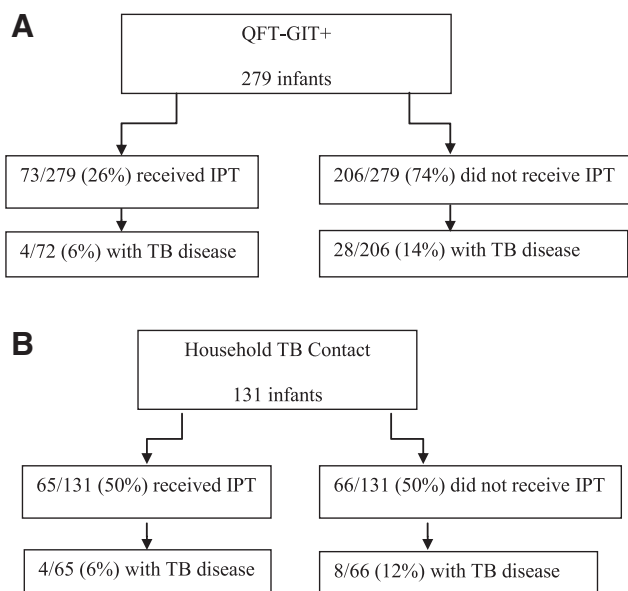 A
QFT-GIT+
279 infants
73/279 (26%) received IPT
206/279 (74%) did not receive IPT
4/72 (6%) with TB disease
28/206 (14%) with TB disease
B
Household TB Contact
131 infants
65/131 (50%) received IPT
66/131 (50%) did not receive IPT
4/65 (6%) with TB disease
8/66 (12%) with TB disease